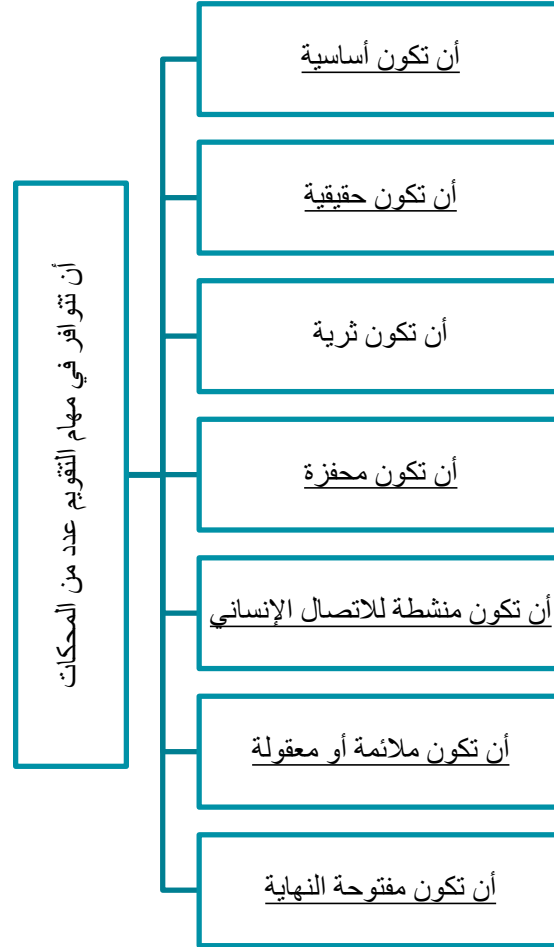 أن تتوافر في مهام التقويم عدد من المحكات
أن تكون أساسية
أن تكون حقيقية
أن تكون ثرية
أن تكون محفزة
أن تكون منشطة للاتصال الإنساني
أن تكون ملائمة أو معقولة
أن تكون مفتوحة النهاية